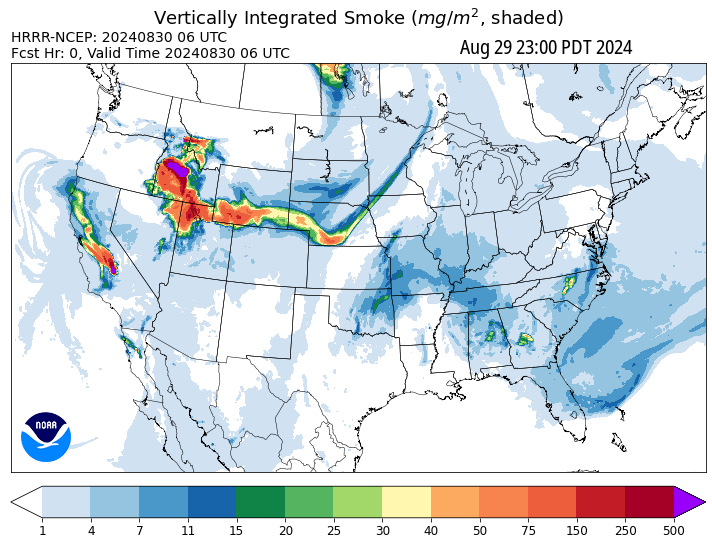 Vertically Integrated Smoke (mg/m², shaded)
HRRR-NCEP: 20240830 06 UTC
Fcst Hr: 0, Valid Time 20240830 06 UTC
Aug 29 23:00 PDT 2024
NOAA
1 4 7 11 15 20 25 30 40 50 75 150 250 500